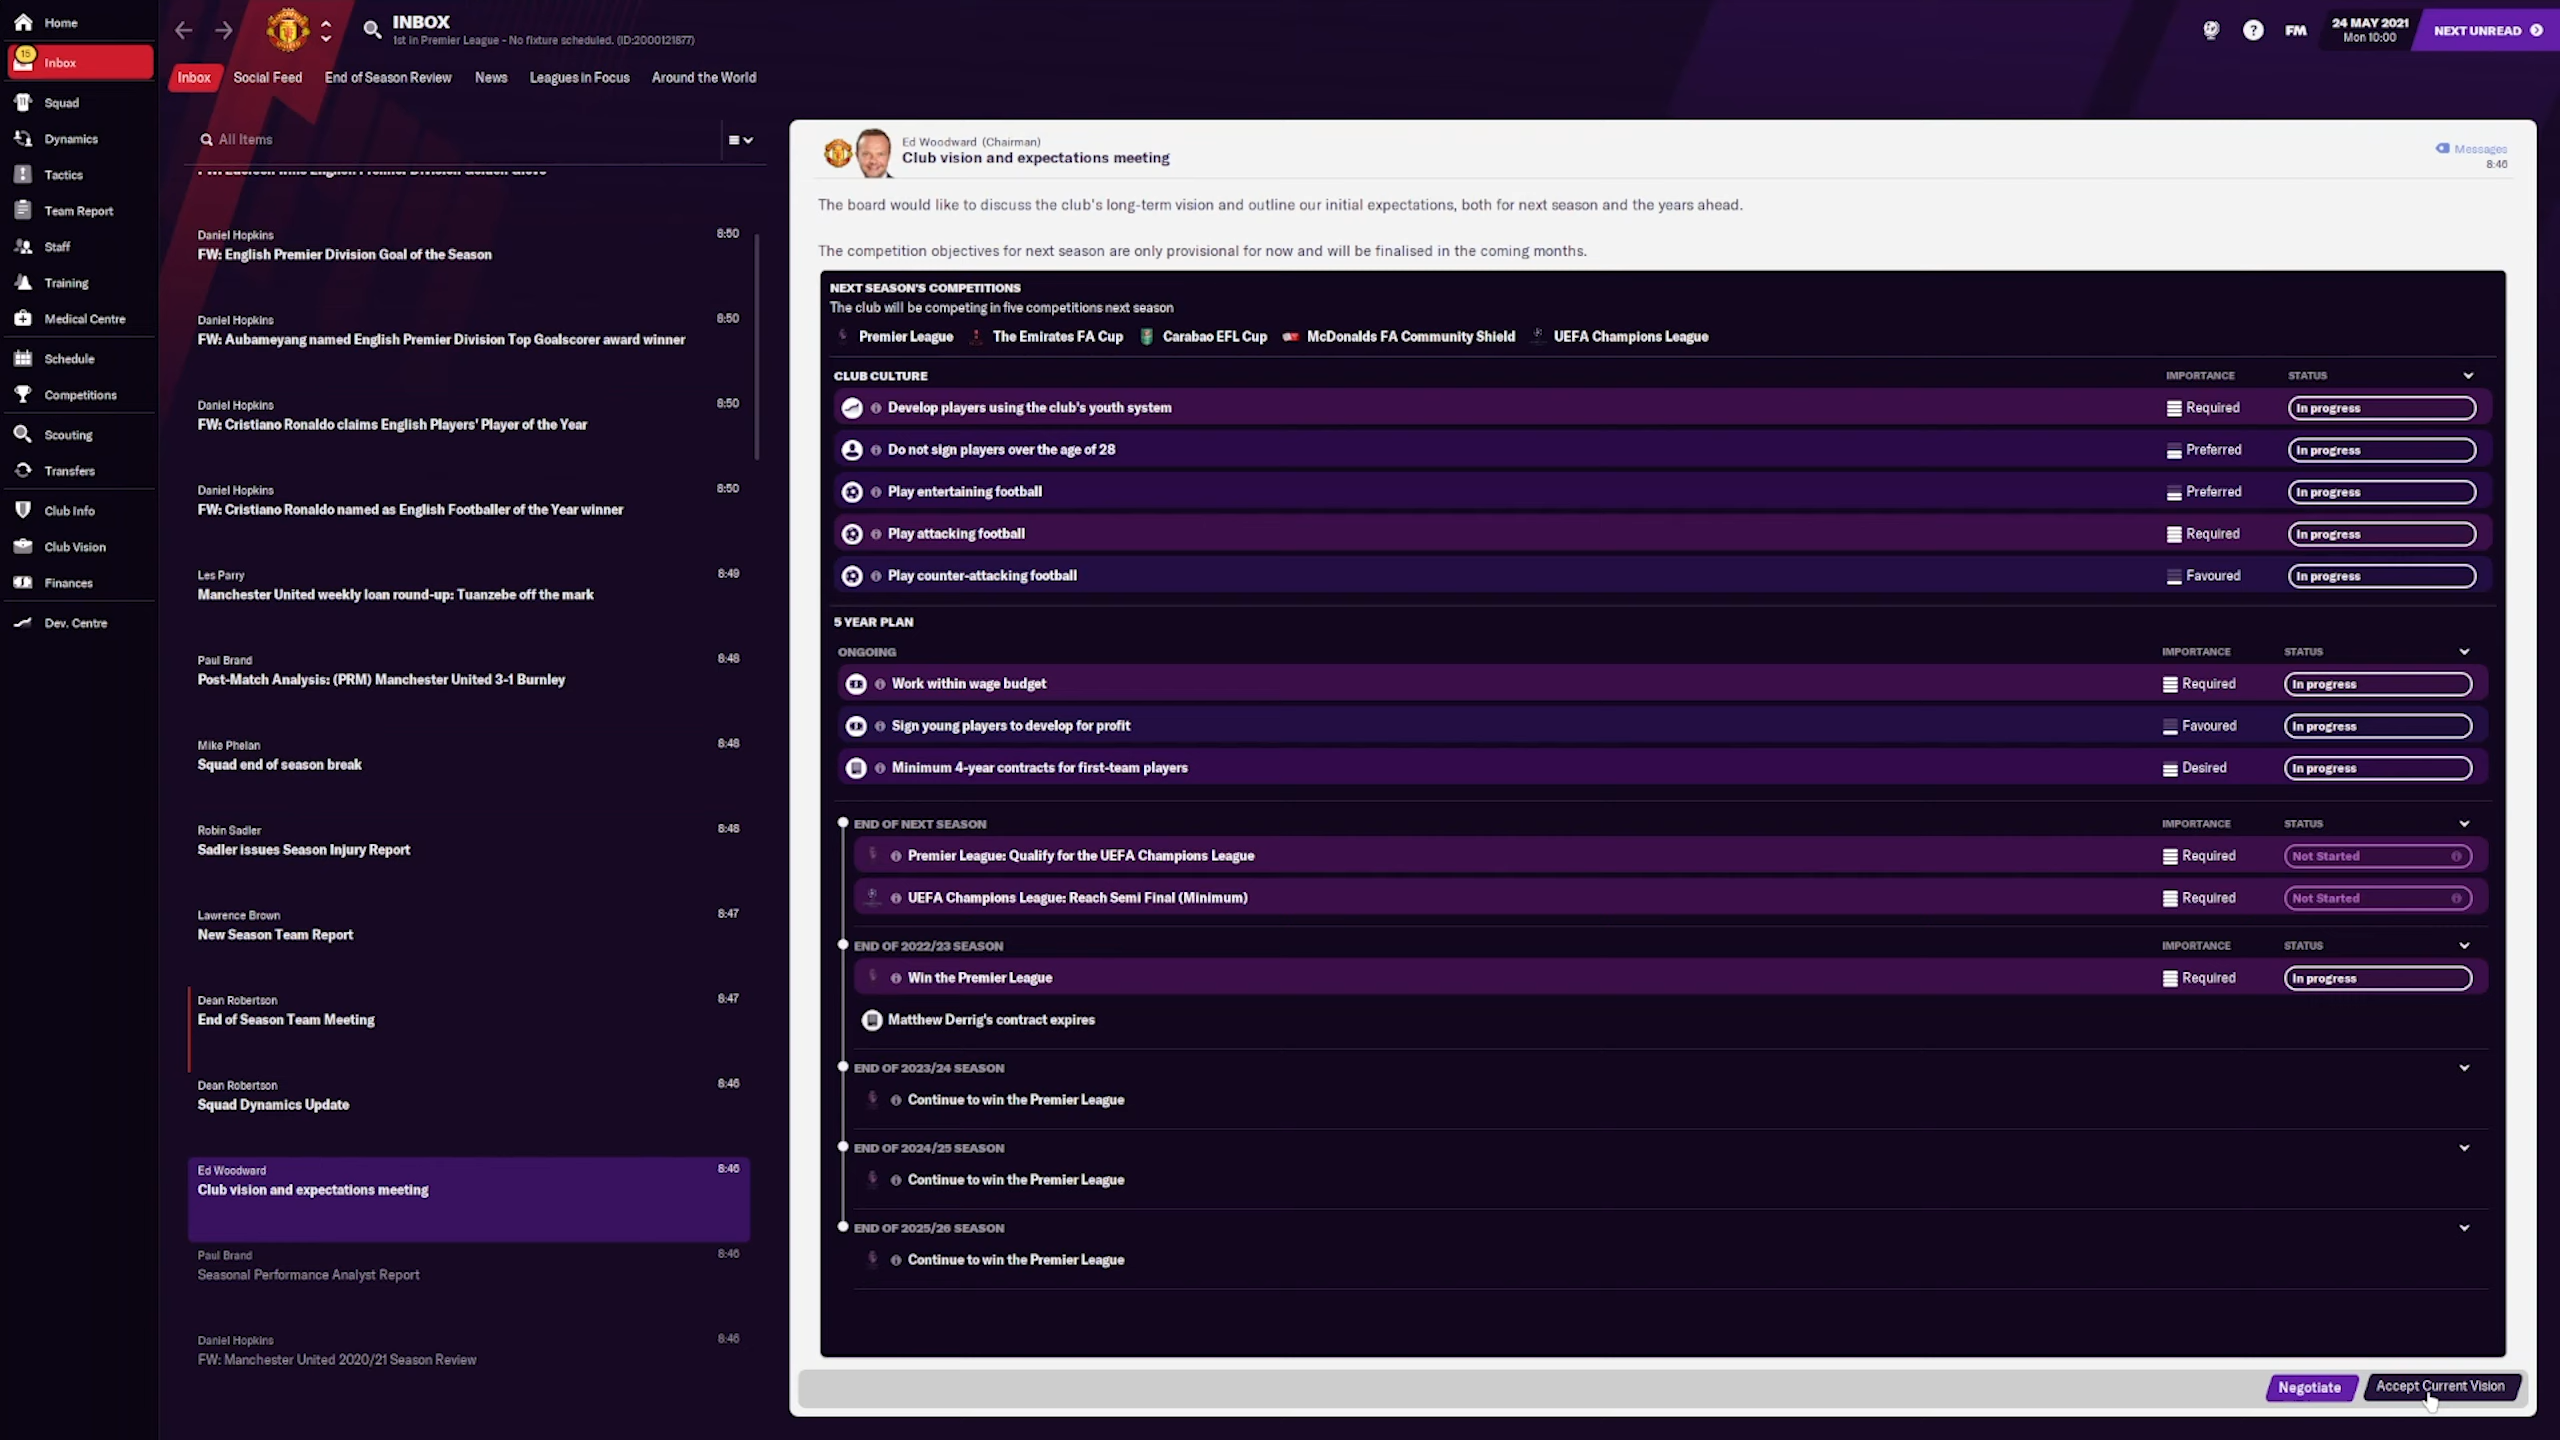 Home
15
Inbox
Squad
Dynamics
Tactics
Team Report
Staff
Training
Medical Centre
Schedule
Competitions
Scouting
Transfers
Club Info
Club Vision
Finances
Dev. Centre
INBOX
1st in Premier League - No fixture scheduled. (ID:2000121877)
FM
24 MAY 2021
Mon 10:00
NEXT UNREAD
Inbox Social Feed End of Season Review News Leagues in Focus Around the World
All Items
FW: Ederson wins English Premier Division Golden Glove
Daniel Hopkins 8:50
FW: English Premier Division Goal of the Season
Daniel Hopkins 8:50
FW: Aubameyang named English Premier Division Top Goalscorer award winner
Daniel Hopkins 8:50
FW: Cristiano Ronaldo claims English Players' Player of the Year
Daniel Hopkins 8:50
FW: Cristiano Ronaldo named as English Footballer of the Year winner
Les Parry 8:49
Manchester United weekly loan round-up: Tuanzebe off the mark
Paul Brand 8:48
Post-Match Analysis: (PRM) Manchester United 3-1 Burnley
Mike Phelan 8:48
Squad end of season break
Robin Sadler 8:48
Sadler issues Season Injury Report
Lawrence Brown 8:47
New Season Team Report
Dean Robertson 8:47
End of Season Team Meeting
Dean Robertson 8:46
Squad Dynamics Update
Ed Woodward 8:46
Club vision and expectations meeting
Paul Brand 8:46
Seasonal Performance Analyst Report
Daniel Hopkins 8:46
FW: Manchester United 2020/21 Season Review
Ed Woodward (Chairman)
Club vision and expectations meeting
Messages
8:46
The board would like to discuss the club's long-term vision and outline our initial expectations, both for next season and the years ahead.
The competition objectives for next season are only provisional for now and will be finalised in the coming months.
NEXT SEASON'S COMPETITIONS
The club will be competing in five competitions next season
Premier League The Emirates FA Cup Carabao EFL Cup McDonalds FA Community Shield UEFA Champions League
CLUB CULTURE IMPORTANCE STATUS
Develop players using the club's youth system Required In progress
Do not sign players over the age of 28 Preferred In progress
Play entertaining football Preferred In progress
Play attacking football Required In progress
Play counter-attacking football Favoured In progress
5 YEAR PLAN
ONGOING IMPORTANCE STATUS
Work within wage budget Required In progress
Sign young players to develop for profit Favoured In progress
Minimum 4-year contracts for first-team players Desired In progress
END OF NEXT SEASON IMPORTANCE STATUS
Premier League: Qualify for the UEFA Champions League Required Not Started
UEFA Champions League: Reach Semi Final (Minimum) Required Not Started
END OF 2022/23 SEASON IMPORTANCE STATUS
Win the Premier League Required In progress
Matthew Derrig's contract expires
END OF 2023/24 SEASON
Continue to win the Premier League
END OF 2024/25 SEASON
Continue to win the Premier League
END OF 2025/26 SEASON
Continue to win the Premier League
Negotiate Accept Current Vision